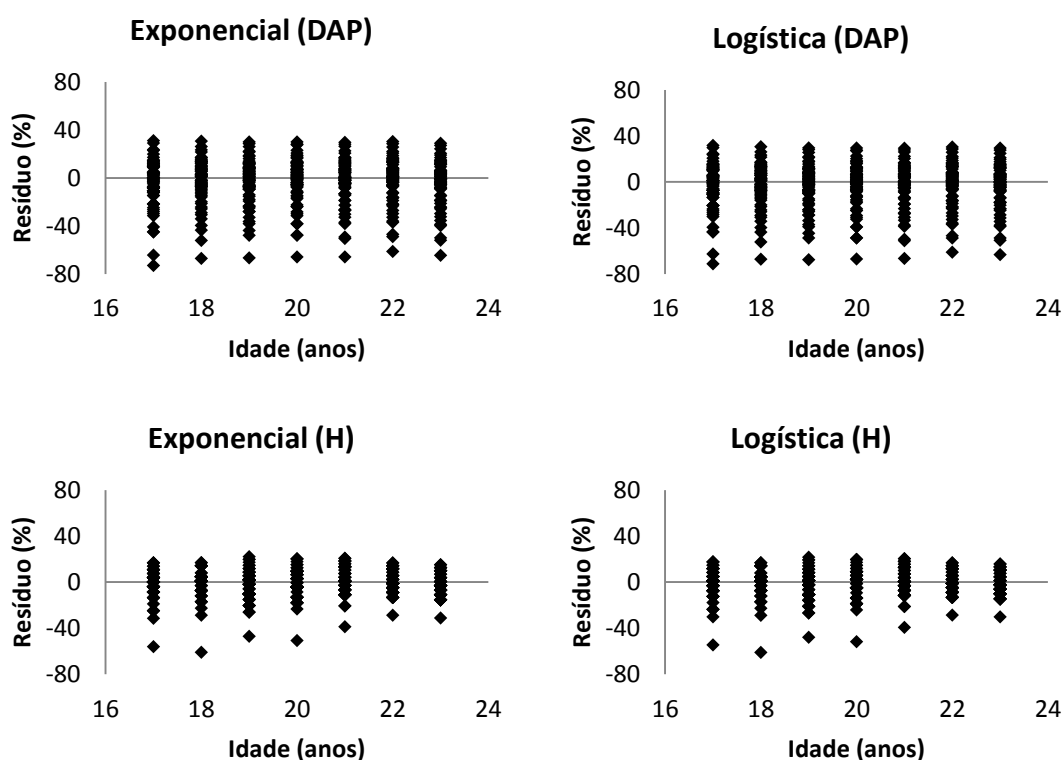 Exponencial (DAP)
Resíduo (%)
80
40
0
-40
-80
16 18 20 22 24
Idade (anos)
Logística (DAP)
Resíduo (%)
80
40
0
-40
-80
16 18 20 22 24
Idade (anos)
Exponencial (H)
Resíduo (%)
80
40
0
-40
-80
16 18 20 22 24
Idade (anos)
Logística (H)
Resíduo (%)
80
40
0
-40
-80
16 18 20 22 24
Idade (anos)